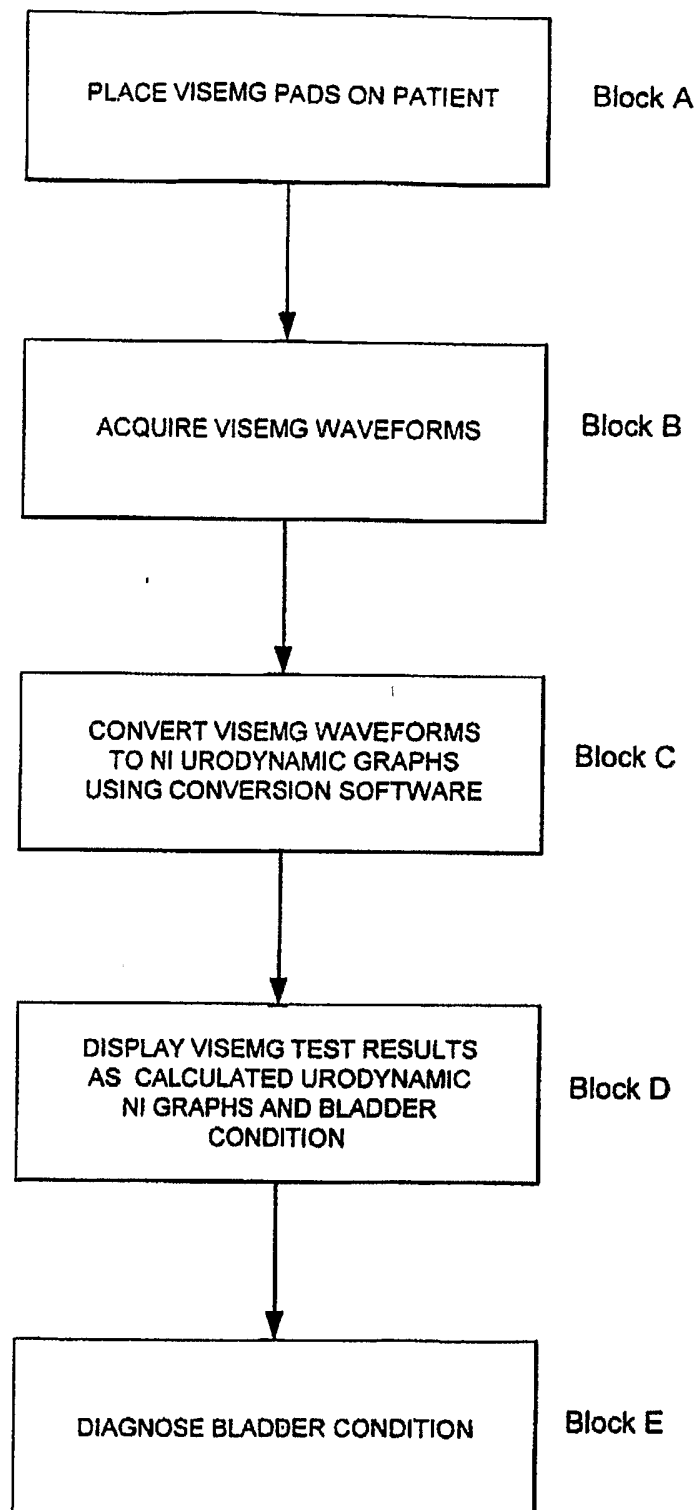 PLACE VISEMG PADS ON PATIENT
Block A
ACQUIRE VISEMG WAVEFORMS
Block B
CONVERT VISEMG WAVEFORMS
TO NI URODYNAMIC GRAPHS
USING CONVERSION SOFTWARE
Block C
DISPLAY VISEMG TEST RESULTS
AS CALCULATED URODYNAMIC
NI GRAPHS AND BLADDER
CONDITION
Block D
DIAGNOSE BLADDER CONDITION
Block E